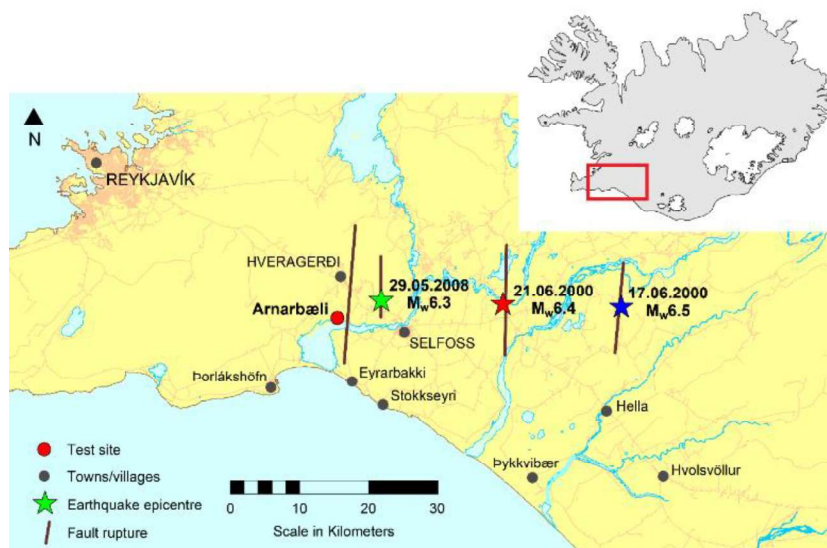 N
REYKJAVÍK
HVERAGERÐI
29.05.2008
Mw6.3
21.06.2000
Mw6.4
17.06.2000
Mw6.5
Arnarbæli
SELFOSS
Þorlákshöfn
Eyrarbakki
Stokkseyri
Hella
Þykkvibær
Hvolsvöllur
Test site
Towns/villages
Earthquake epicentre
Fault rupture
0 10 20 30
Scale in Kilometers